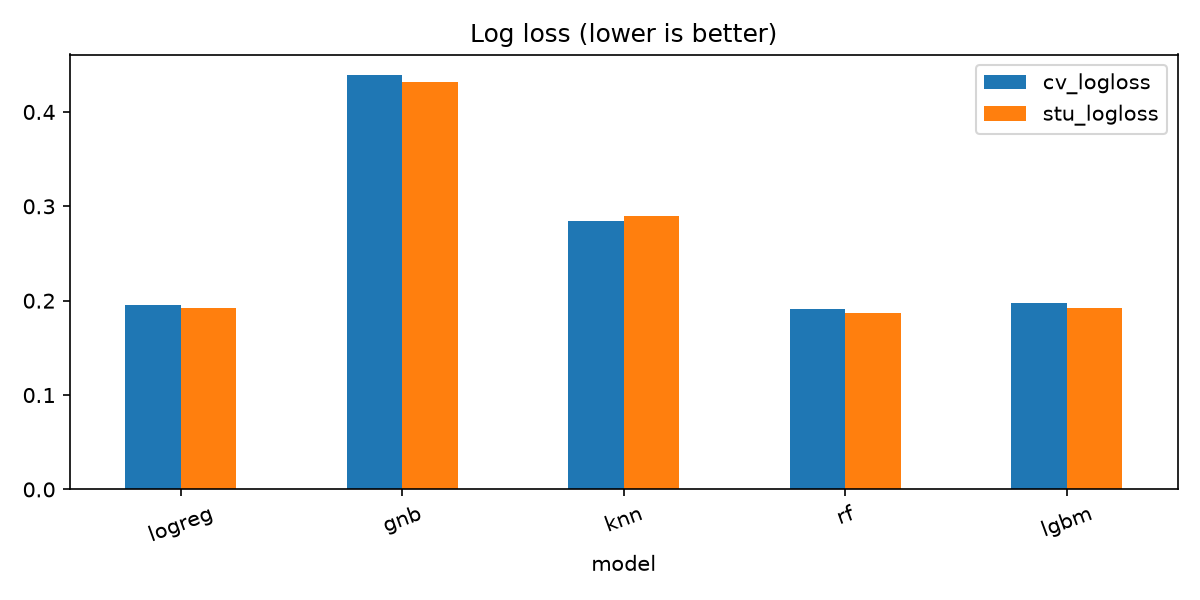 Log loss (lower is better)
cv_logloss
stu_logloss
0.4
0.3
0.2
0.1
0.0
logreg
gnb
knn
rf
lgbm
model